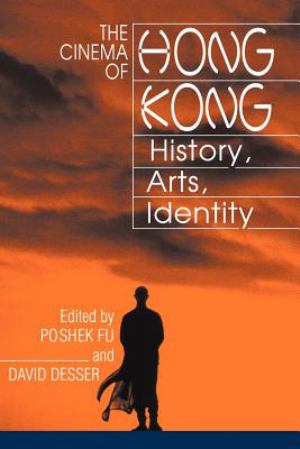 THE
CINEMA
OF
HONG
KONG
History,
Arts,
Identity
Edited by
POSHEK FU
and
DAVID DESSER